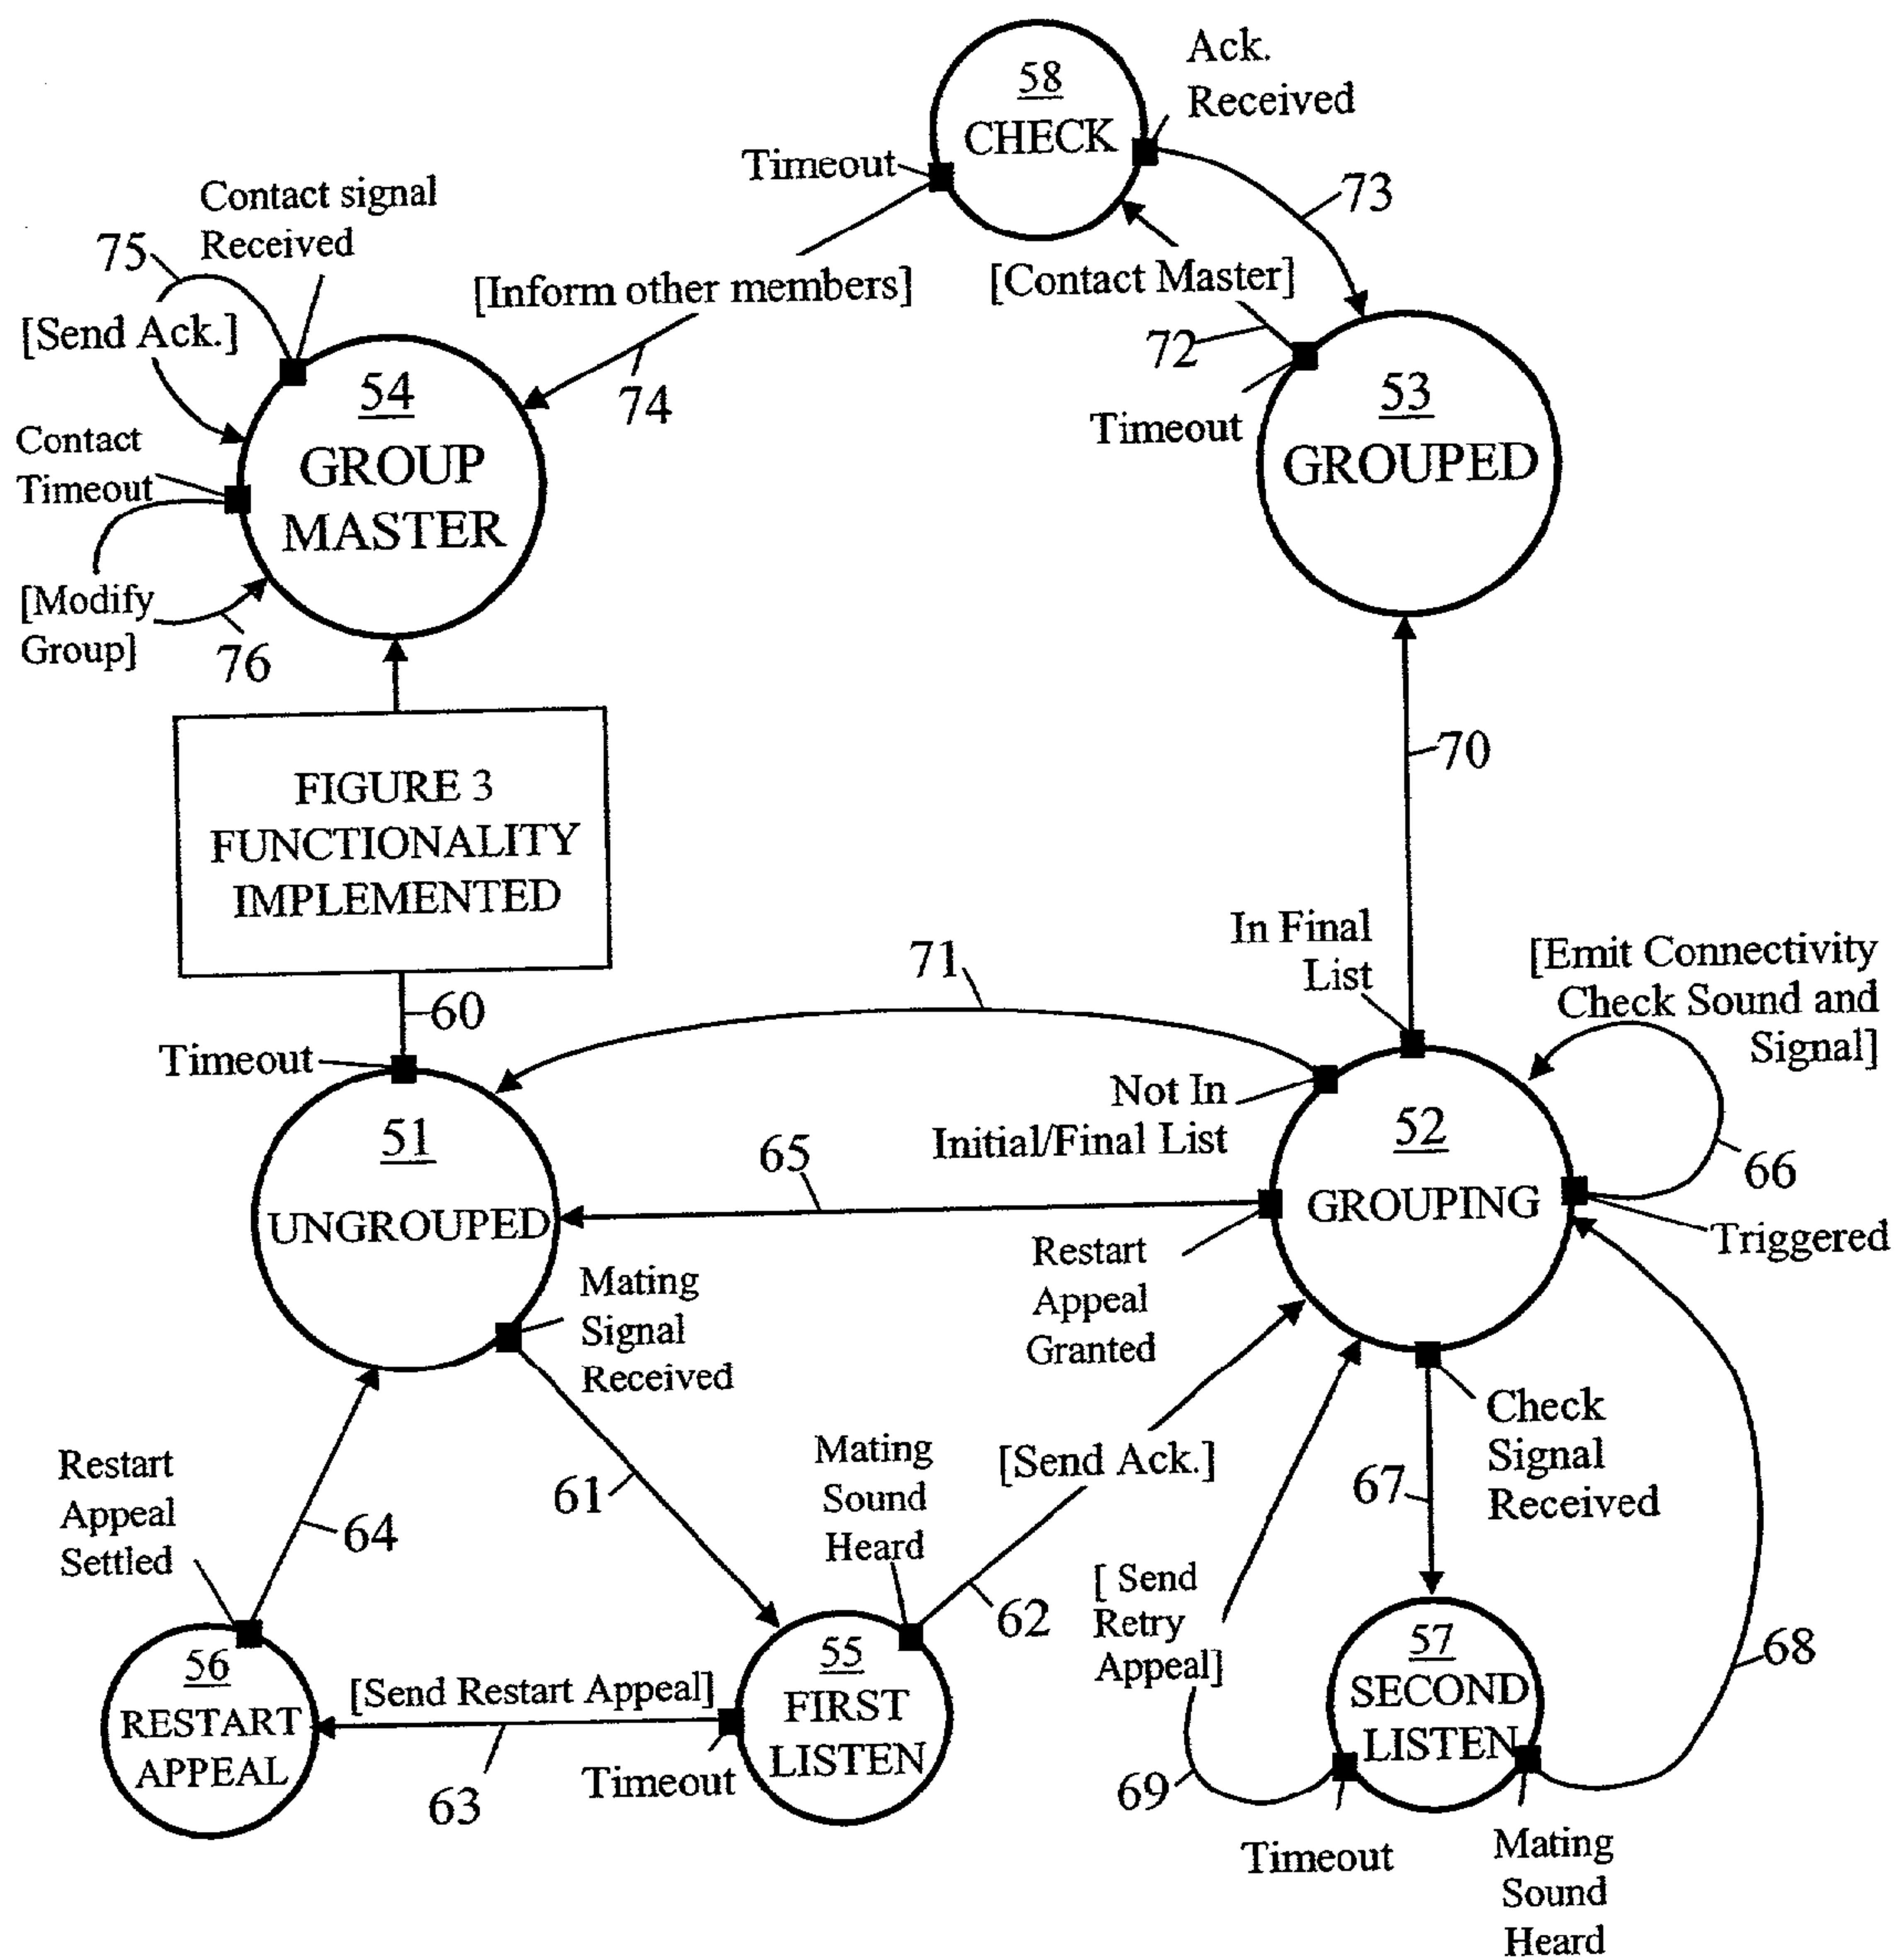 58
CHECK
Ack.
Received
Timeout
73
Contact signal
Received
75
[Send Ack.]
[Inform other members]
[Contact Master]
72
74
54
GROUP
MASTER
Contact
Timeout
Timeout
53
GROUPED
[Modify
Group]
76
FIGURE 3
FUNCTIONALITY
IMPLEMENTED
70
60
Timeout
71
In Final
List
[Emit Connectivity
Check Sound and
Signal]
Not In
Initial/Final List
51
UNGROUPED
65
52
GROUPING
66
Triggered
Restart
Appeal
Granted
Mating
Signal
Received
Check
Signal
Received
Restart
Appeal
Settled
64
61
Mating
Sound
Heard
[Send Ack.]
62
67
[ Send
Retry
Appeal]
68
56
RESTART
APPEAL
[Send Restart Appeal]
63
Timeout
55
FIRST
LISTEN
57
SECOND
LISTEN
69
Timeout
Mating
Sound
Heard